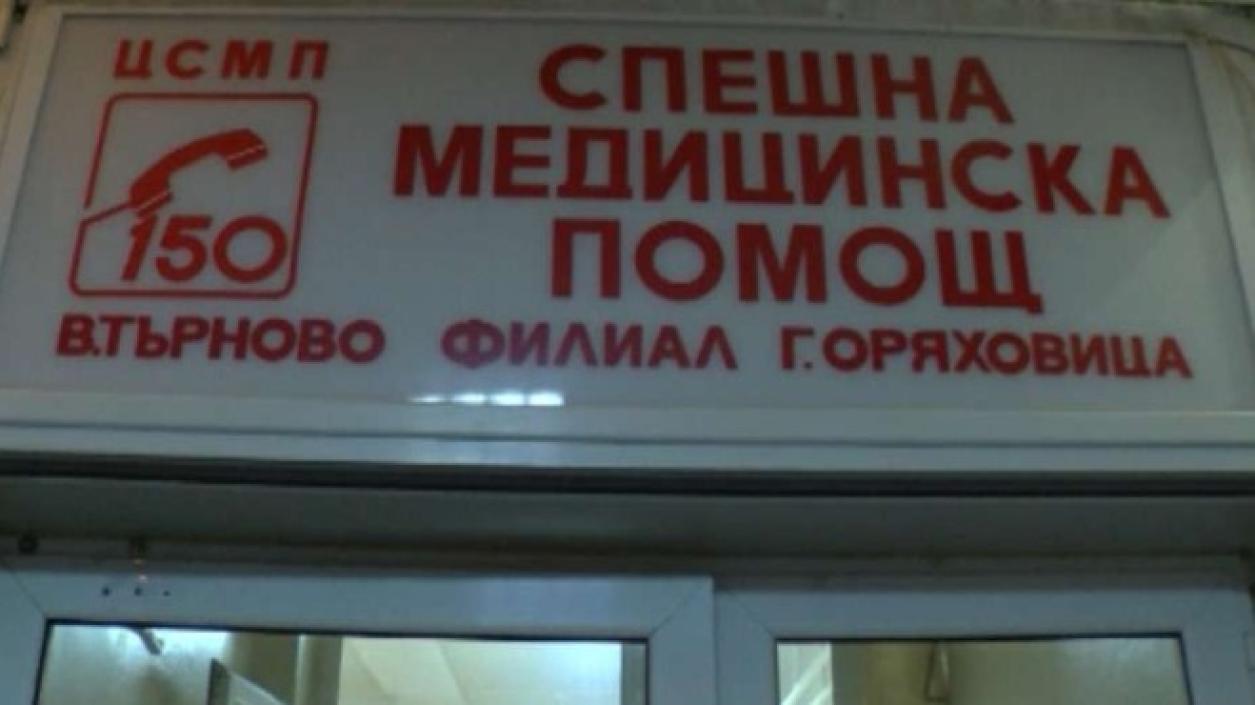 ЦСМП
150
СПЕШНА
МЕДИЦИНСКА
ПОМОЩ
В.ТЪРНОВО ФИЛИАЛ Г.ОРЯХОВИЦА